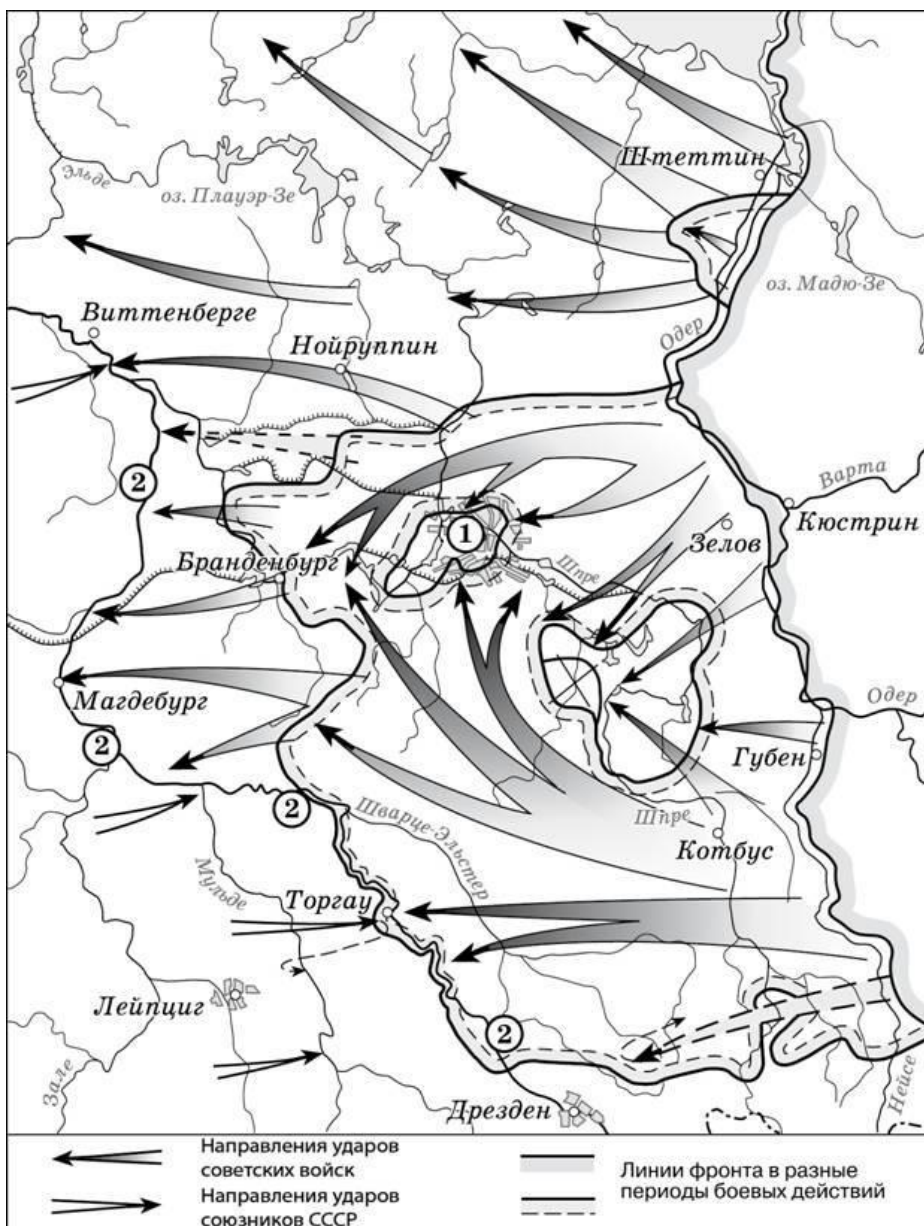 Штеттин
Эльде
оз. Плауэр-Зе
оз. Мадю-Зе
Виттенберге
Одер
Нойруппин
2
Варта
Кюстрин
1
Зелов
Бранденбург
Шпре
Магдебург
Одер
2
Губен
2
Шварце-Эльстер
Шпре
Котбус
Мульде
Торгау
Лейпциг
2
Зале
Нейсе
Дрезден
Направления ударов
советских войск
Направления ударов
союзников СССР
Линии фронта в разные
периоды боевых действий